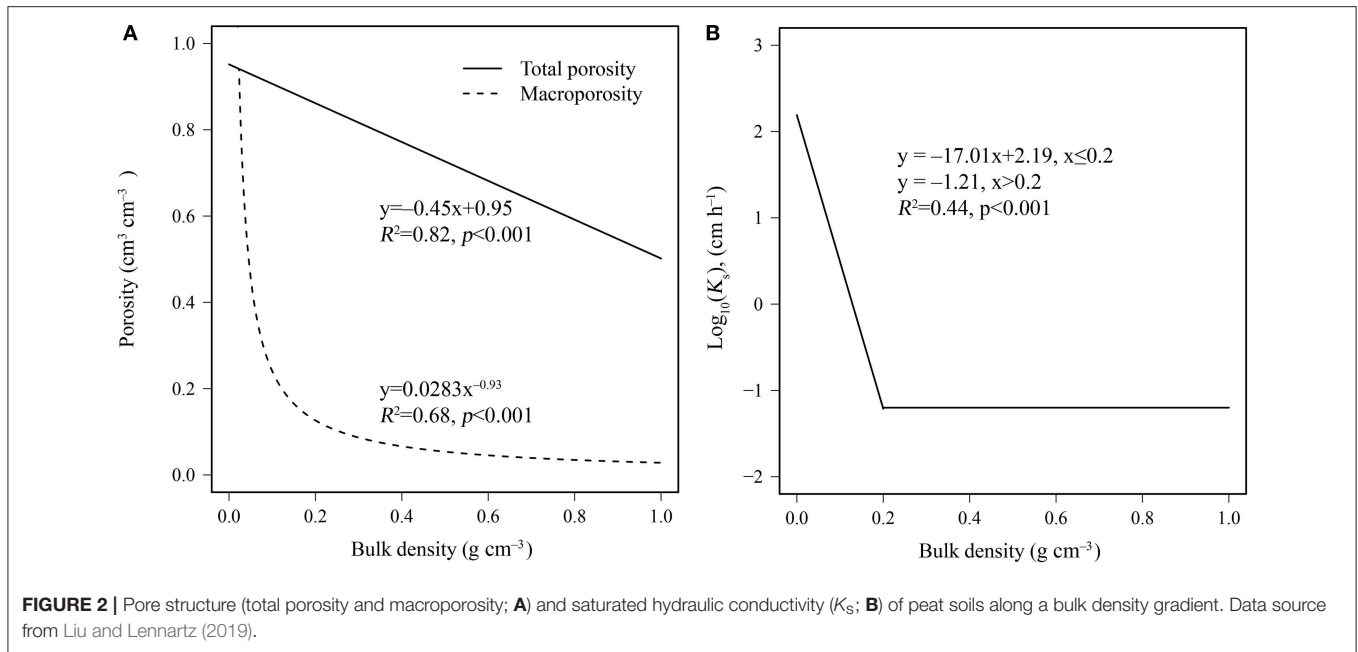 A
1.0
0.8
0.6
0.4
0.2
0.0
Porosity (cm³ cm⁻³)
Total porosity
Macroporosity
y=–0.45x+0.95
R²=0.82, p<0.001
y=0.0283x⁻⁰·⁹³
R²=0.68, p<0.001
0.0 0.2 0.4 0.6 0.8 1.0
Bulk density (g cm⁻³)
B
3
2
1
0
−1
−2
Log₁₀(Kₛ), (cm h⁻¹)
y = –17.01x+2.19, x≤0.2
y = –1.21, x>0.2
R²=0.44, p<0.001
0.0 0.2 0.4 0.6 0.8 1.0
Bulk density (g cm⁻³)
FIGURE 2 | Pore structure (total porosity and macroporosity; A) and saturated hydraulic conductivity (Kₛ; B) of peat soils along a bulk density gradient. Data source
from Liu and Lennartz (2019).